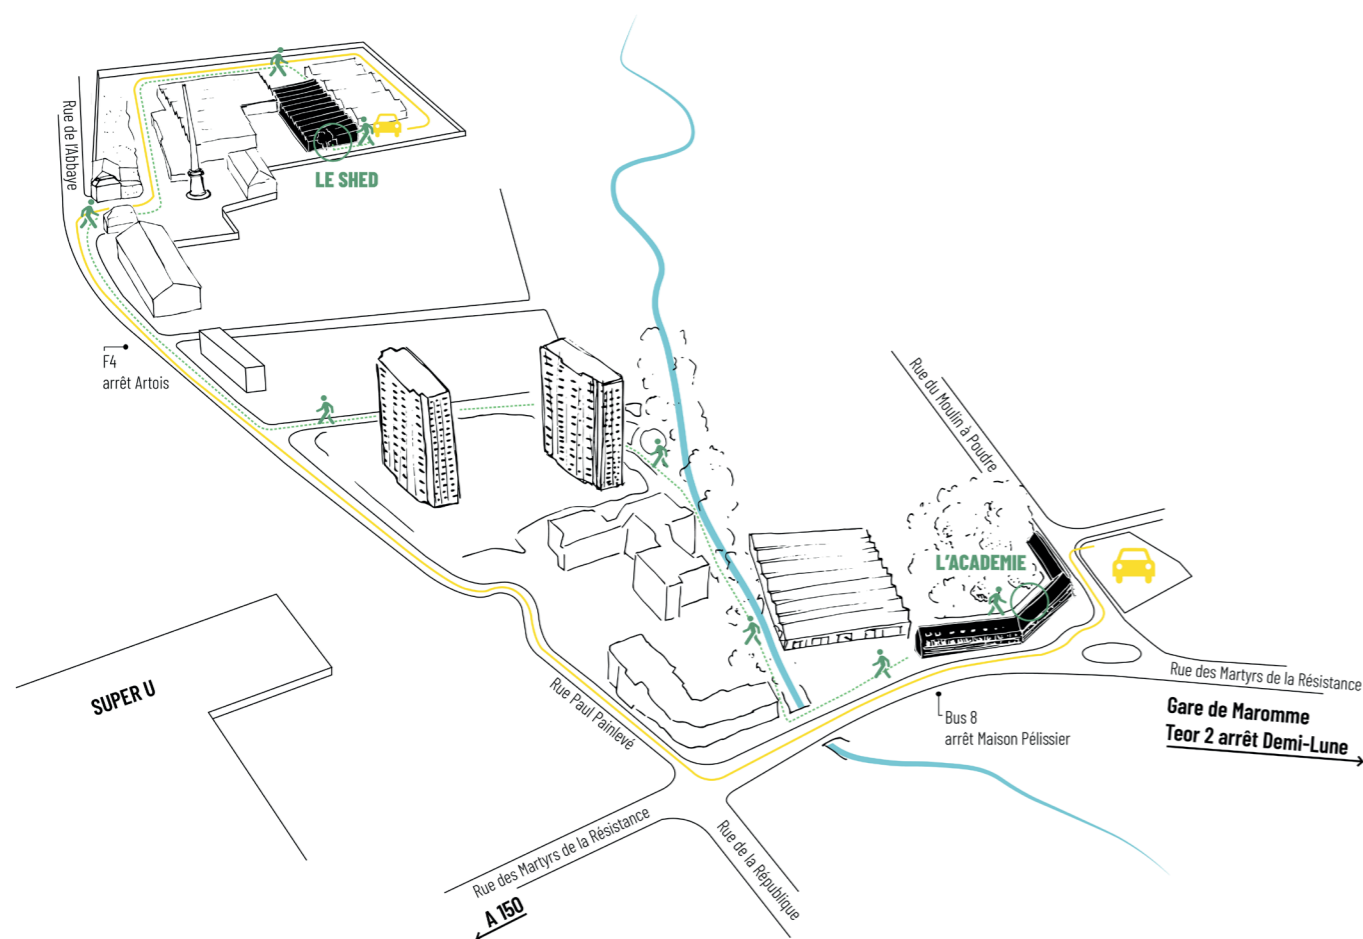 Rue de l'Abbaye
LE SHED
F4
arrêt Artois
Rue du Moulin à Poudre
L'ACADEMIE
Rue des Martyrs de la Résistance
Gare de Maromme
Teor 2 arrêt Demi-Lune
SUPER U
Rue Paul Painlevé
Bus 8
arrêt Maison Pélissier
Rue des Martyrs de la Résistance
A 150
Rue de la République